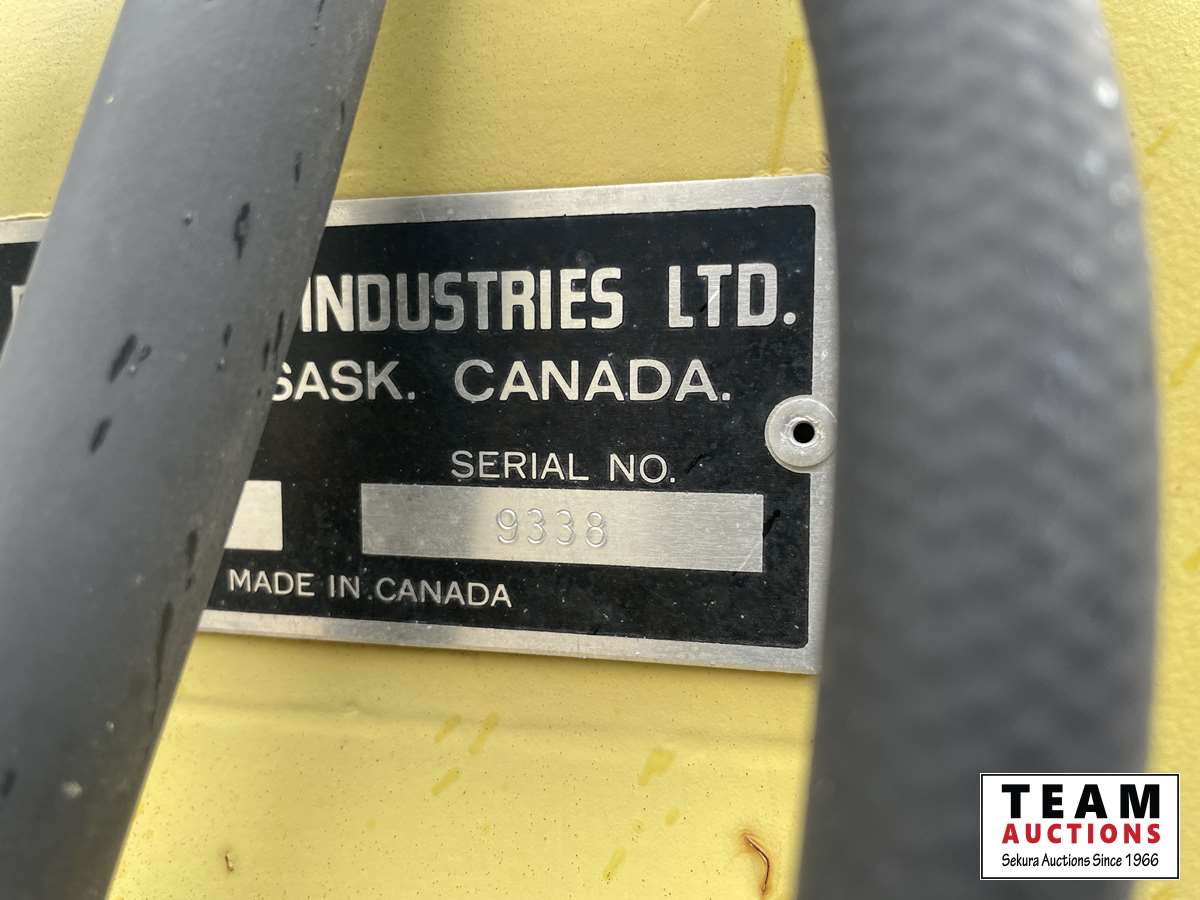 INDUSTRIES LTD.
SASK. CANADA.
SERIAL NO.
9338
MADE IN CANADA
TEAM
AUCTIONS
Sekura Auctions Since 1966